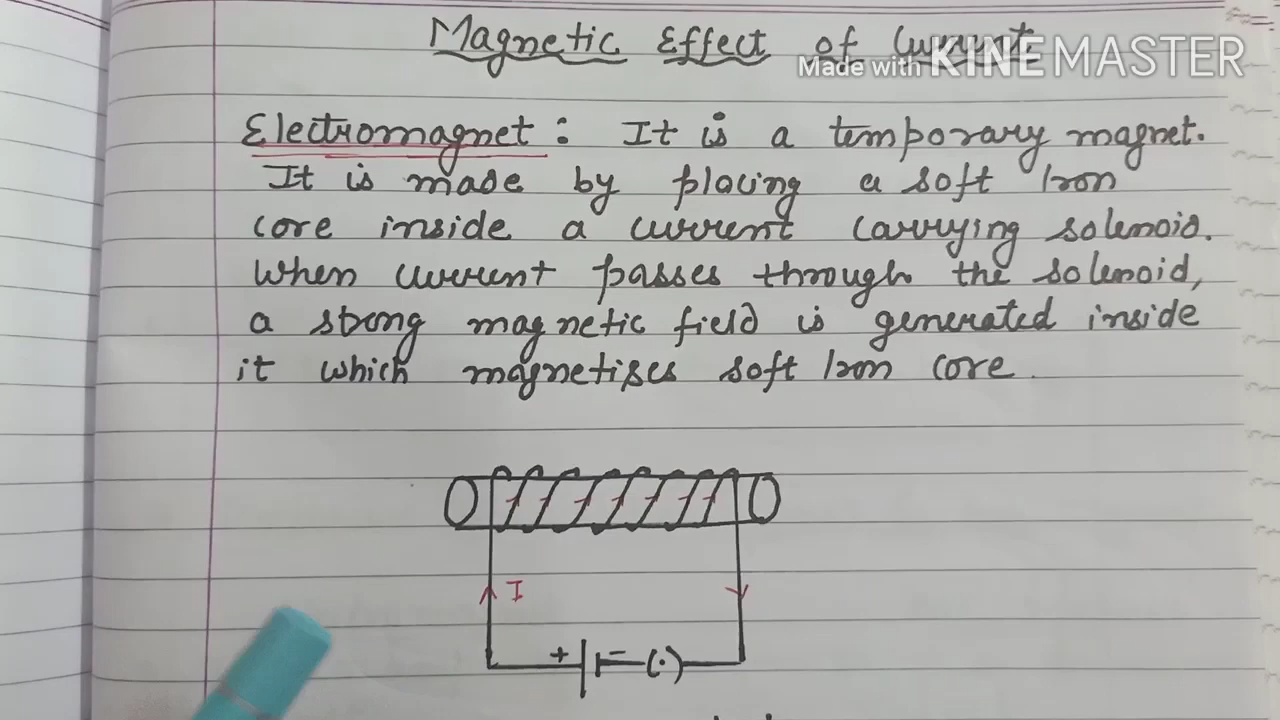 Magnetic Effect of Current
Made with KINEMASTER
Electromagnet : It is a temporary magnet.
It is made by placing a soft Iron
core inside a current carrying solenoid.
When current passes through the solenoid,
a strong magnetic field is generated inside
it which magnetises soft Iron core.
I
+ - (.)